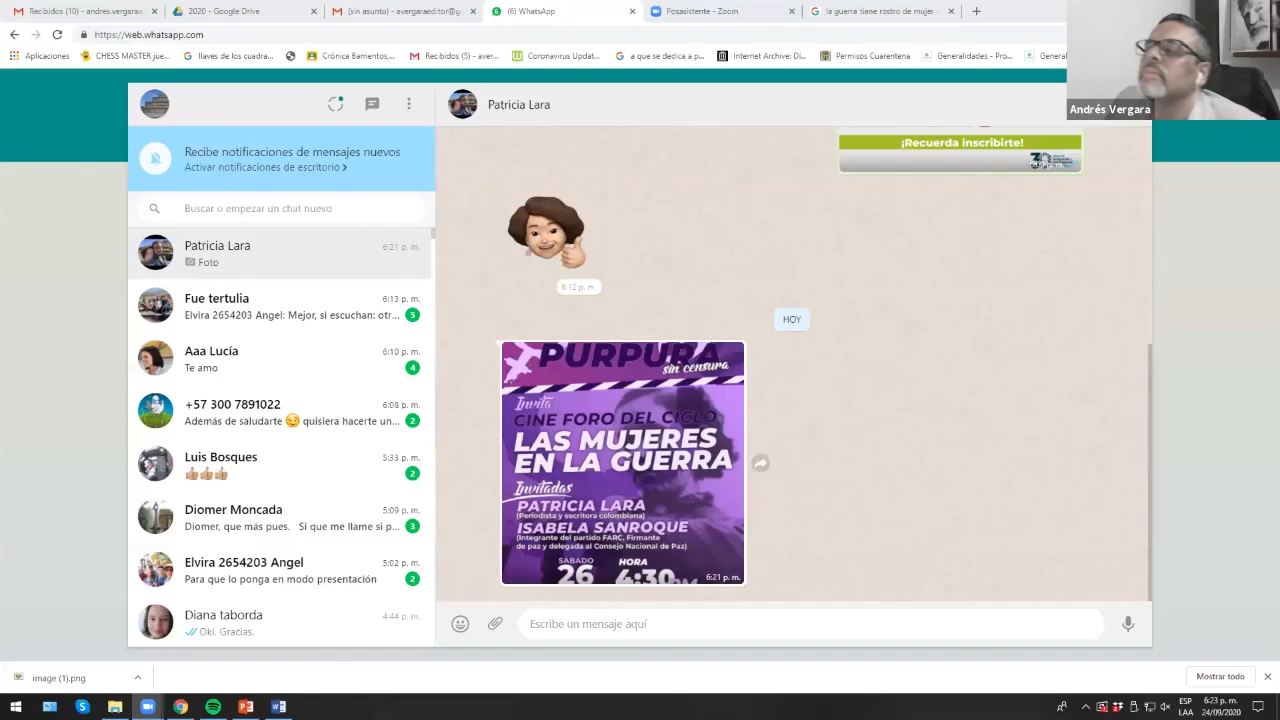 Recibidos (10) - andres.vergara
2020 - Google Drive
(sin asunto) - avergaraeditor@g
(6) WhatsApp
Posasistente - Zoom
la guerra tiene rostro de mujer -
https://web.whatsapp.com
Aplicaciones
CHESS MASTER jue...
llaves de los cuadra...
Crónica Barrientos,...
Recibidos (5) - aver...
Coronavirus Updat...
a que se dedica a p...
Internet Archive: Di...
Permisos Cuarentena
Generalidades - Pro...
General
Andrés Vergara
Patricia Lara
Recibe notificaciones de mensajes nuevos
Activar notificaciones de escritorio >
Buscar o empezar un chat nuevo
Patricia Lara
6:21 p. m.
Foto
Fue tertulia
6:13 p. m.
Elvira 2654203 Angel: Mejor, sí escuchan: otr...
5
Aaa Lucía
6:10 p. m.
Te amo
4
+57 300 7891022
6:08 p. m.
Además de saludarte 😏 quisiera hacerte un...
2
Luis Bosques
5:33 p. m.
👍🏼👍🏼👍🏼
2
Diomer Moncada
5:09 p. m.
Diomer, que más pues. Si que me llame si p...
3
Elvira 2654203 Angel
5:02 p. m.
Para que lo ponga en modo presentación
2
Diana taborda
4:44 p. m.
Oki. Gracias.
¡Recuerda inscribirte!
6:12 p. m.
HOY
PURPURA
sin censura
Invita
CINE FORO DEL CICLO
LAS MUJERES
EN LA GUERRA
Invitadas
PATRICIA LARA
(Periodista y escritora colombiana)
ISABELA SANROQUE
(Integrante del partido FARC, Firmante
de paz y delegada al Consejo Nacional de Paz)
SABADO
HORA
26
4:30PM
6:21 p. m.
Escribe un mensaje aquí
image (1).png
Mostrar todo
ESP
LAA
6:23 p. m.
24/09/2020